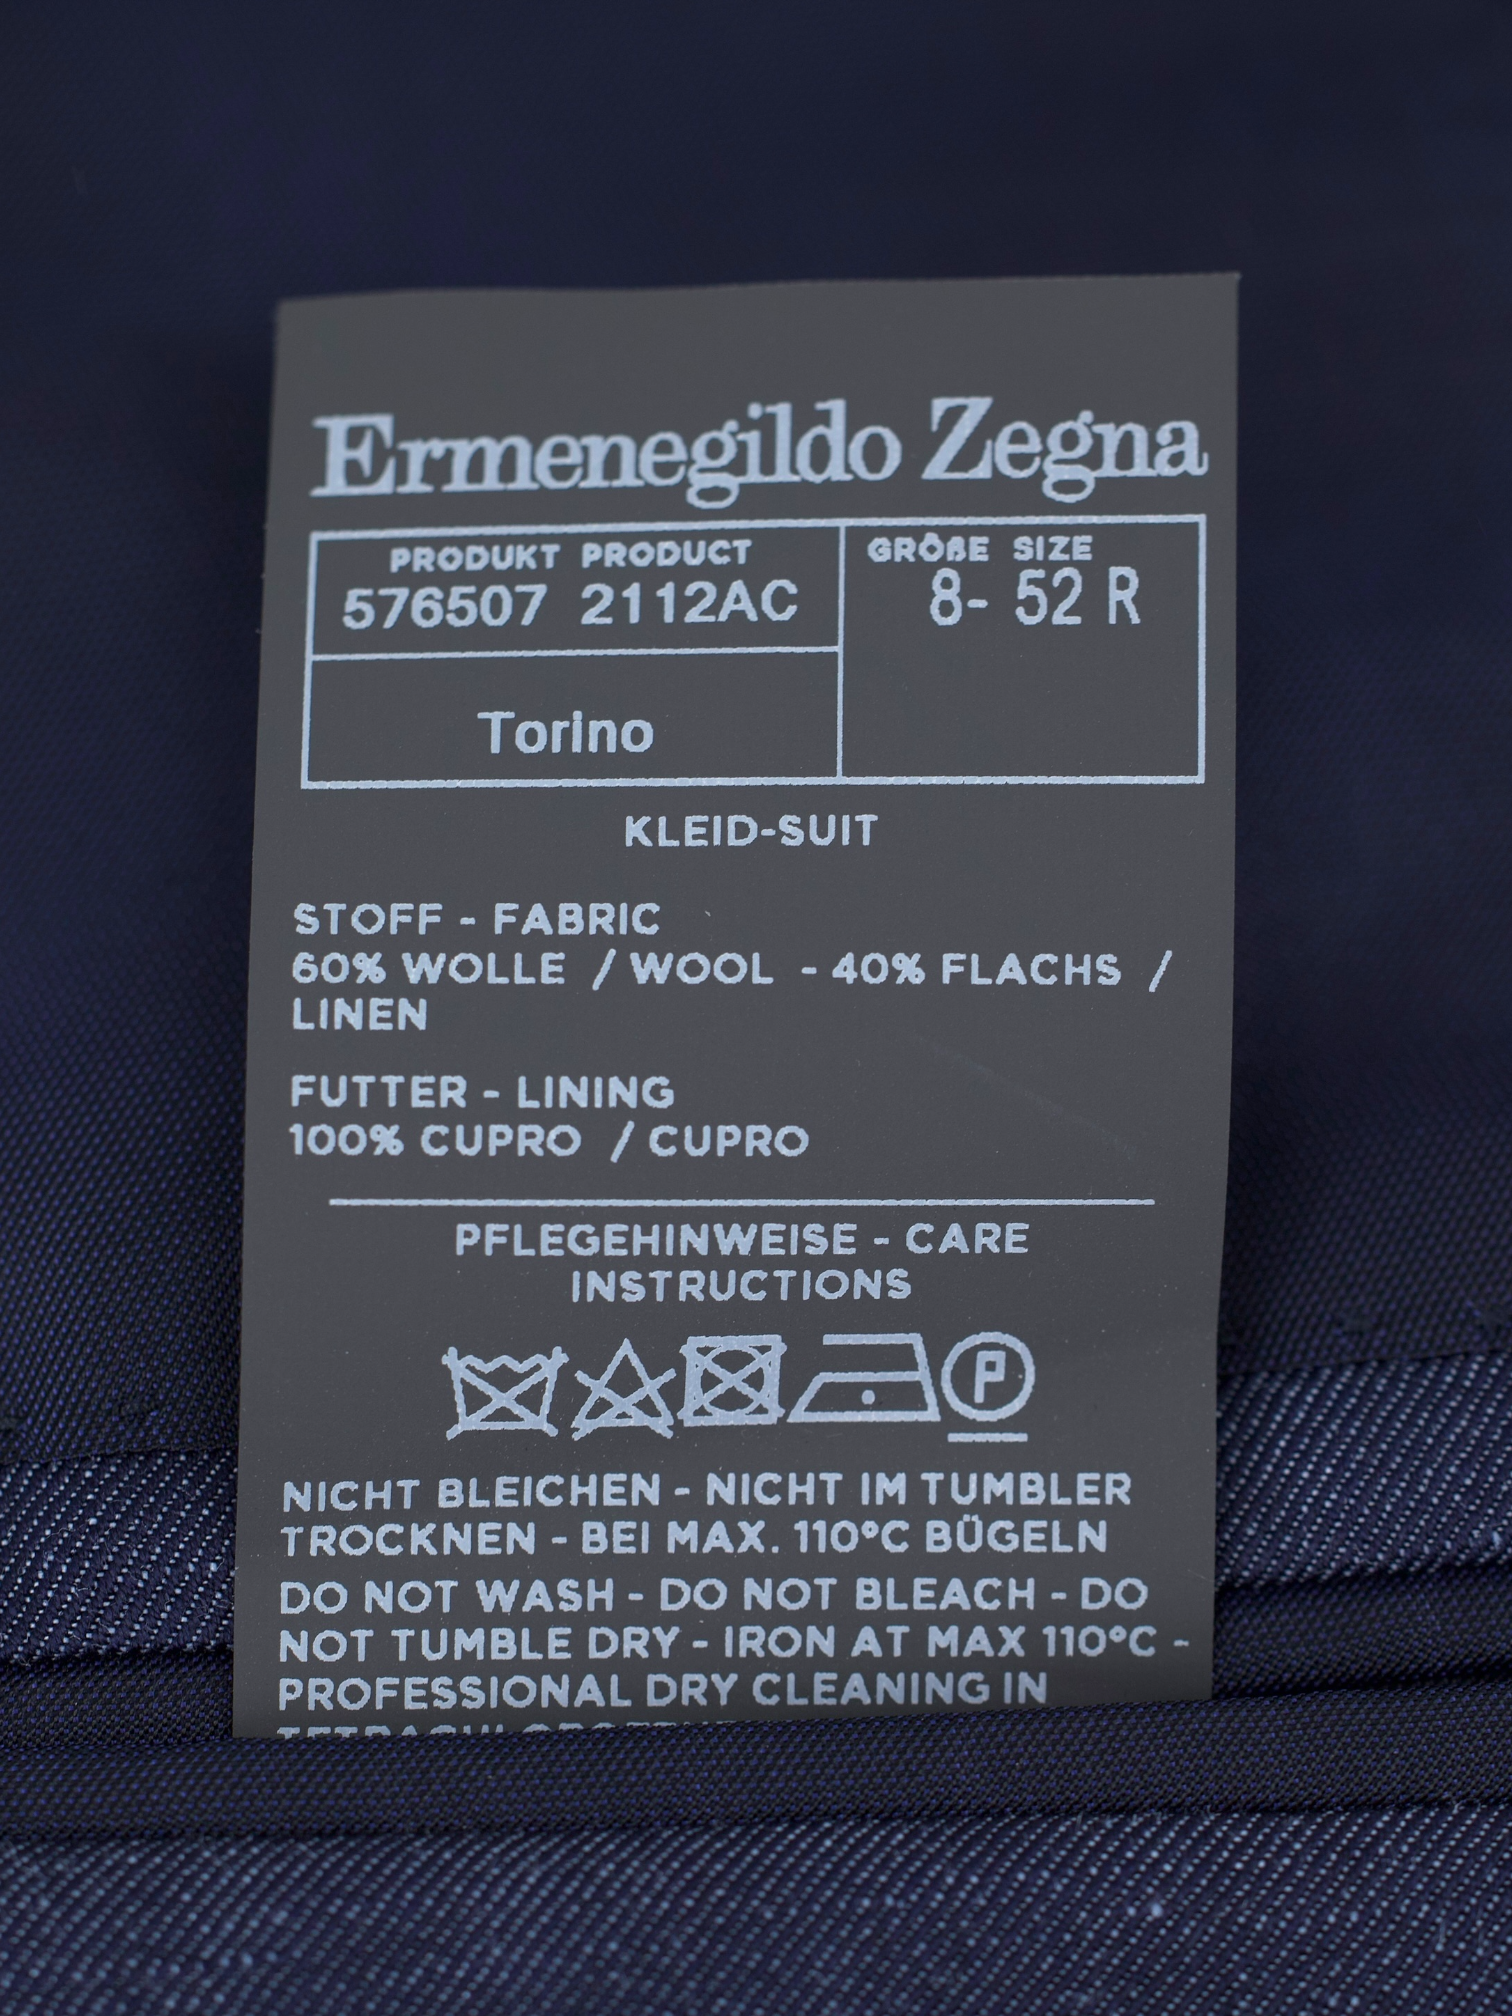 Ermenegildo Zegna
PRODUKT PRODUCT
576507 2112AC
GRÖßE SIZE
8- 52 R
Torino
KLEID-SUIT
STOFF - FABRIC
60% WOLLE / WOOL - 40% FLACHS /
LINEN
FUTTER - LINING
100% CUPRO / CUPRO
PFLEGEHINWEISE - CARE
INSTRUCTIONS
P
NICHT BLEICHEN - NICHT IM TUMBLER
TROCKNEN - BEI MAX. 110°C BÜGELN
DO NOT WASH - DO NOT BLEACH - DO
NOT TUMBLE DRY - IRON AT MAX 110°C -
PROFESSIONAL DRY CLEANING IN